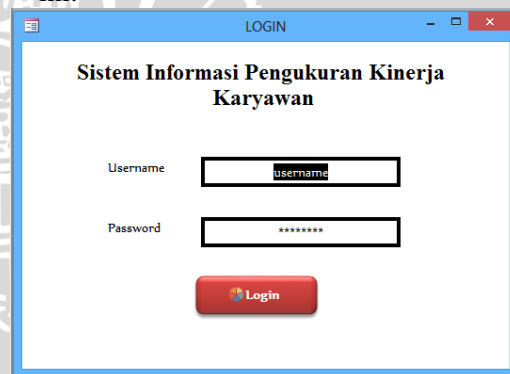 LOGIN
Sistem Informasi Pengukuran Kinerja
Karyawan
Username
username
Password
********
Login